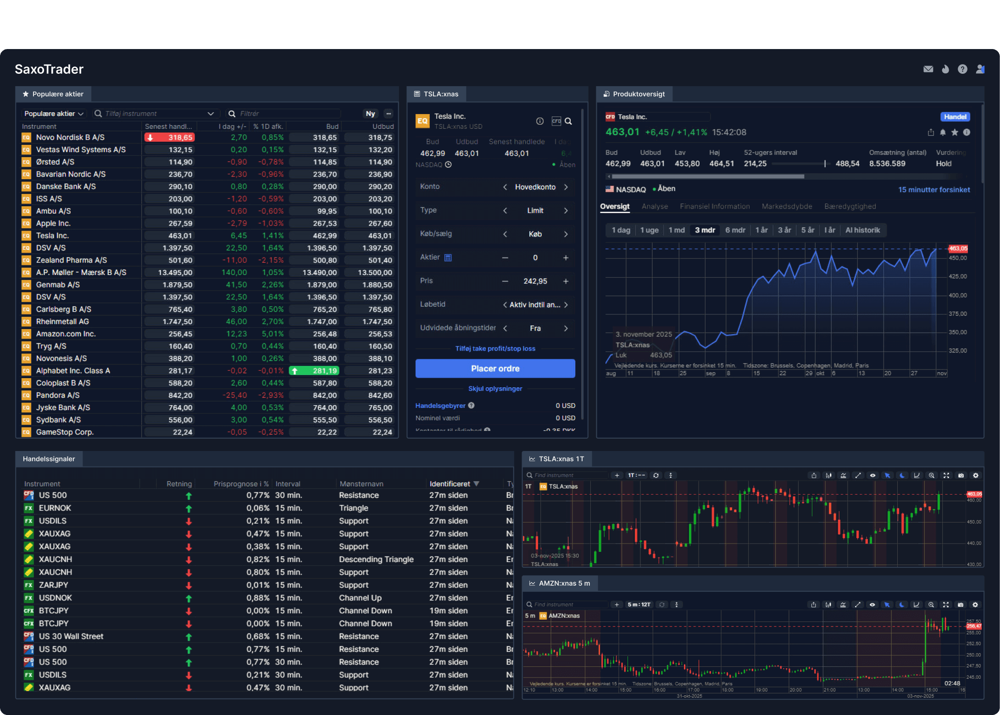 SaxoTrader
Populære aktier
Populære aktier Tilføj instrument Filtrér Ny
Instrument Senest handl... I dag +/- % 1D afk. Bud Udbud
EQ Novo Nordisk B A/S 318,65 2,70 0,85% 318,65 318,75
EQ Vestas Wind Systems A/S 132,15 0,20 0,15% 132,15 132,20
EQ Ørsted A/S 114,90 -0,90 -0,78% 114,85 114,90
EQ Bavarian Nordic A/S 236,70 -2,30 -0,96% 236,70 236,90
EQ Danske Bank A/S 290,10 0,80 0,28% 290,00 290,20
EQ ISS A/S 203,00 -1,20 -0,59% 203,00 203,20
EQ Ambu A/S 100,10 -0,60 -0,60% 99,95 100,10
EQ Apple Inc. 267,59 -2,79 -1,03% 267,53 267,60
EQ Tesla Inc. 463,01 6,45 1,41% 462,99 463,01
EQ DSV A/S 1.397,50 22,50 1,64% 1.396,50 1.397,50
EQ Zealand Pharma A/S 501,60 -11,00 -2,15% 500,80 501,40
EQ A.P. Møller - Mærsk B A/S 13.495,00 140,00 1,05% 13.490,00 13.500,00
EQ Genmab A/S 1.879,50 41,50 2,26% 1.879,00 1.880,50
EQ DSV A/S 1.397,50 22,50 1,64% 1.396,50 1.397,50
EQ Carlsberg B A/S 765,40 3,80 0,50% 765,20 765,80
EQ Rheinmetall AG 1.747,50 46,00 2,70% 1.747,00 1.747,50
EQ Amazon.com Inc. 256,45 12,23 5,01% 256,48 256,53
EQ Tryg A/S 160,40 0,70 0,44% 160,40 160,50
EQ Novonesis A/S 388,20 1,00 0,26% 388,00 388,10
EQ Alphabet Inc. Class A 281,17 -0,02 -0,01% 281,19 281,23
EQ Coloplast B A/S 588,20 2,60 0,44% 587,80 588,20
EQ Pandora A/S 842,20 -25,40 -2,93% 842,00 842,60
EQ Jyske Bank A/S 764,00 4,00 0,53% 764,00 765,00
EQ Sydbank A/S 556,00 3,00 0,54% 555,50 556,50
EQ GameStop Corp. 22,24 -0,05 -0,25% 22,22 22,24
TSLA:xnas
EQ Tesla Inc. CFD
TSLA:xnas USD
Bud Udbud Senest handlede I da
462,99 463,01 463,01 6,4
NASDAQ Åben
Konto Hovedkonto
Type Limit
Køb/sælg Køb
Aktier 0
Pris 242,95
Løbetid Aktiv indtil an...
Udvidede åbningstider Fra
Tilføj take profit/stop loss
Placer ordre
Skjul oplysninger
Handelsgebyrer 0 USD
Nominel værdi 0 USD
Kontanter til rådighed -0,35 DKK
Produktoversigt
CFD Tesla Inc. Handel
463,01 +6,45 / +1,41% 15:42:08
Bud Udbud Lav Høj 52-ugers interval Omsætning (antal) Vurdering
462,99 463,01 453,80 464,51 214,25 488,54 8.536.589 Hold
NASDAQ Åben 15 minutter forsinket
Oversigt Analyse Finansiel Information Markedsdybde Bæredygtighed
1 dag 1 uge 1 md 3 mdr 6 mdr 1 år 3 år 5 år I år Al historik
463,05
450,00
425,00
400,00
375,00
350,00
325,00
3. november 2025
TSLA:xnas
Luk 463,05
Vejledende kurs. Kurserne er forsinket 15 min. Tidszone: Brussels, Copenhagen, Madrid, Paris
aug 11 18 25 sep 8 15 22 29 okt 6 13 20 27 nov
Handelssignaler
Instrument Retning Prisprognose i % Interval Mønsternavn Identificeret Ty
CFD I US 500 0,77% 30 min. Resistance 27m siden Br
FX EURNOK 0,06% 15 min. Triangle 27m siden Br
FX USDILS 0,21% 15 min. Support 27m siden Na
XAUXAG 0,47% 15 min. Support 27m siden Na
XAUXAG 0,38% 15 min. Support 27m siden Na
XAUCNH 0,82% 15 min. Descending Triangle 27m siden Er
XAUCNH 0,80% 15 min. Support 27m siden Na
FX ZARJPY 0,01% 15 min. Support 27m siden Na
FX USDNOK 0,88% 15 min. Channel Up 27m siden Er
CFX BTCJPY 0,00% 15 min. Channel Down 19m siden Er
CFX BTCJPY 0,00% 15 min. Channel Down 19m siden Er
CFD I US 30 Wall Street 0,68% 15 min. Resistance 27m siden Na
CFD I US 500 0,77% 15 min. Resistance 27m siden Br
CFD I US 500 0,77% 30 min. Resistance 27m siden Br
FX USDILS 0,21% 30 min. Support 27m siden Na
XAUXAG 0,47% 30 min. Support 27m siden Na
TSLA:xnas 1T
Find instrument 1T:--
1T EQ TSLA:xnas
463,05
460,00
450,00
440,00
430,00
03-nov-2025 15:30
TSLA:xnas
AMZN:xnas 5 m
Find instrument 5 m:12T
5 m EQ AMZN:xnas
257,50
256,47
255,00
252,50
250,00
247,50
245,00
Vejledende kurs. Kurserne er forsinket 15 min. Tidszone: Brussels, Copenhagen, Madrid, Paris 02:48
12:10 13:00 14:00 15:00 16:00 17:00 18:00 19:00 20:00 21:00 13:00 14:00 15:00 16
31-okt-2025 03-nov-2025